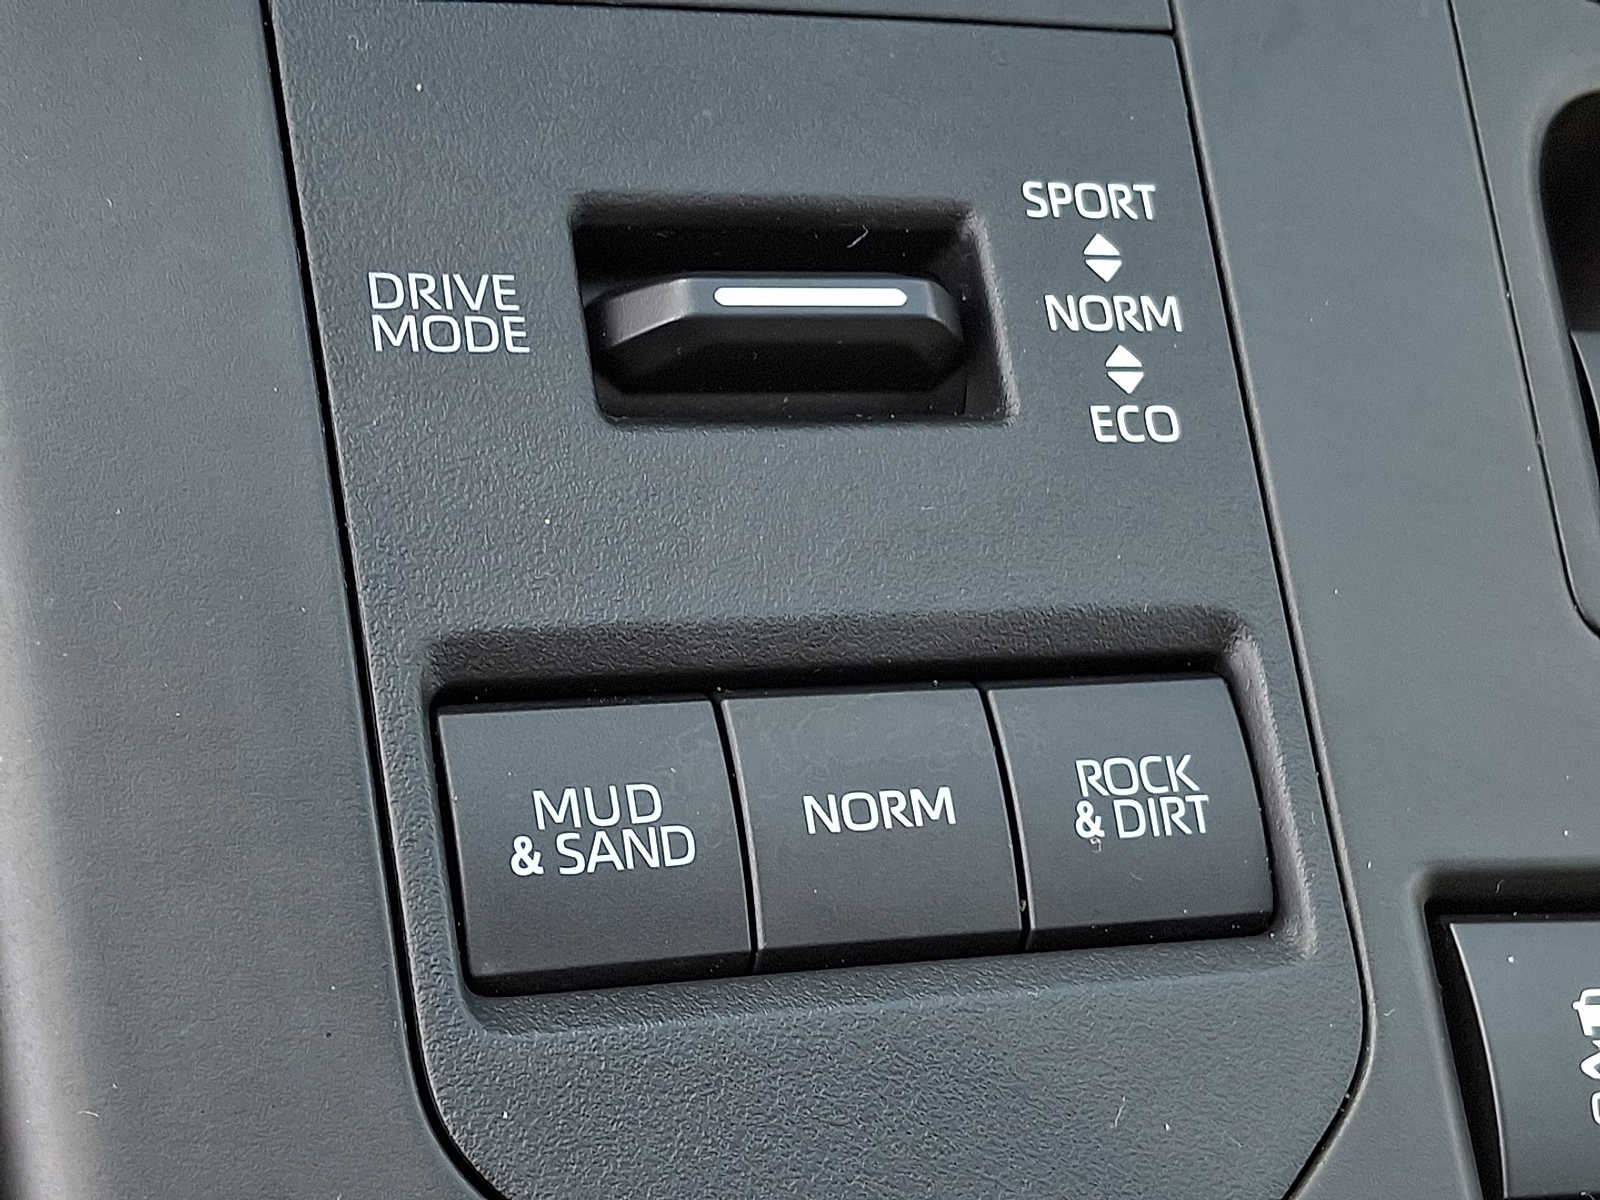 SPORT
DRIVE
MODE
NORM
ECO
MUD
& SAND
NORM
ROCK
& DIRT